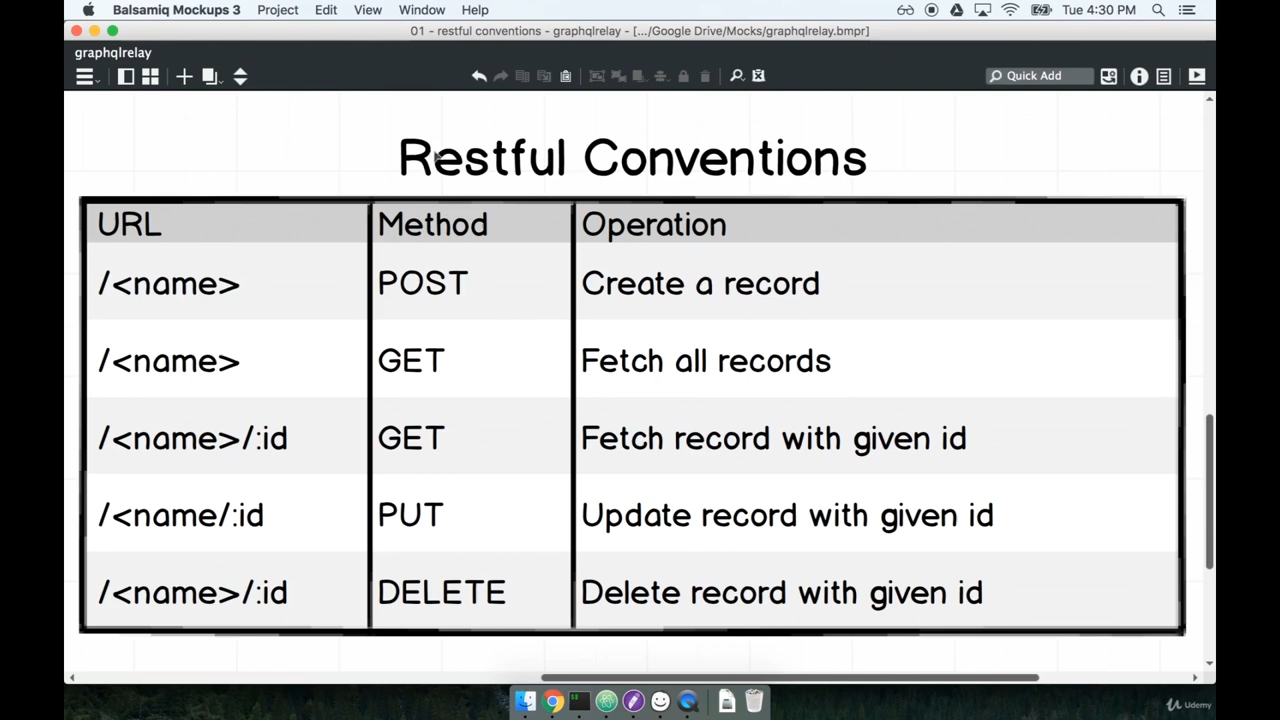 Balsamiq Mockups 3 Project Edit View Window Help Tue 4:30 PM
01 - restful conventions - graphqlrelay - [.../Google Drive/Mocks/graphqlrelay.bmpr]
graphqlrelay
Quick Add
Restful Conventions
URL Method Operation
/<name> POST Create a record
/<name> GET Fetch all records
/<name>/:id GET Fetch record with given id
/<name/:id PUT Update record with given id
/<name>/:id DELETE Delete record with given id
Udemy